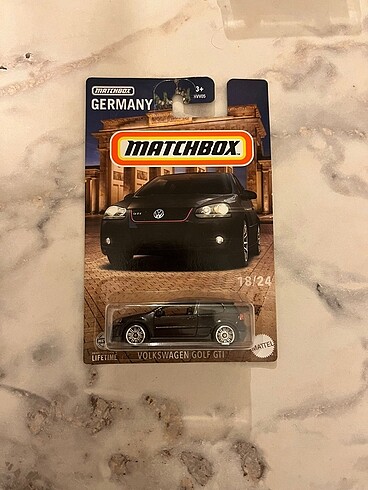 MATCHBOX
GERMANY
3+
MATCHBOX
GTI
18/24
LIFETIME
VOLKSWAGEN GOLF GTI
MATTEL